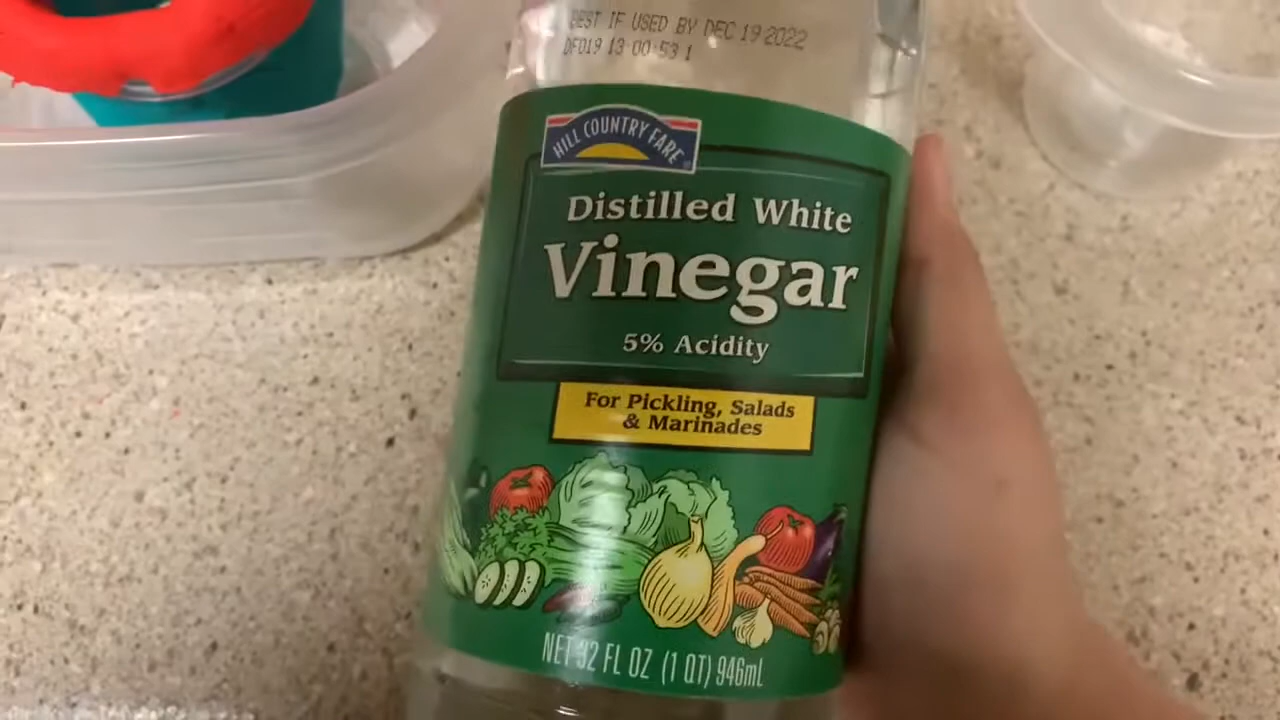 BEST IF USED BY DEC 19 2022
DF019 13:00:53 1
HILL COUNTRY FARE
Distilled White
Vinegar
5% Acidity
For Pickling, Salads
& Marinades
NET 32 FL OZ (1 QT) 946mL